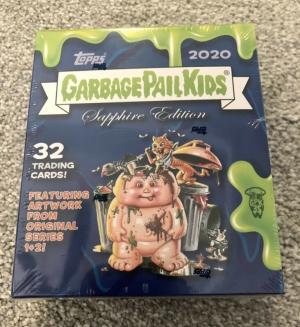 Topps
2020
GARBAGE PAIL KIDS®
Sapphire Edition
32
TRADING
CARDS!
FEATURING
ARTWORK
FROM
ORIGINAL
SERIES
1+2!